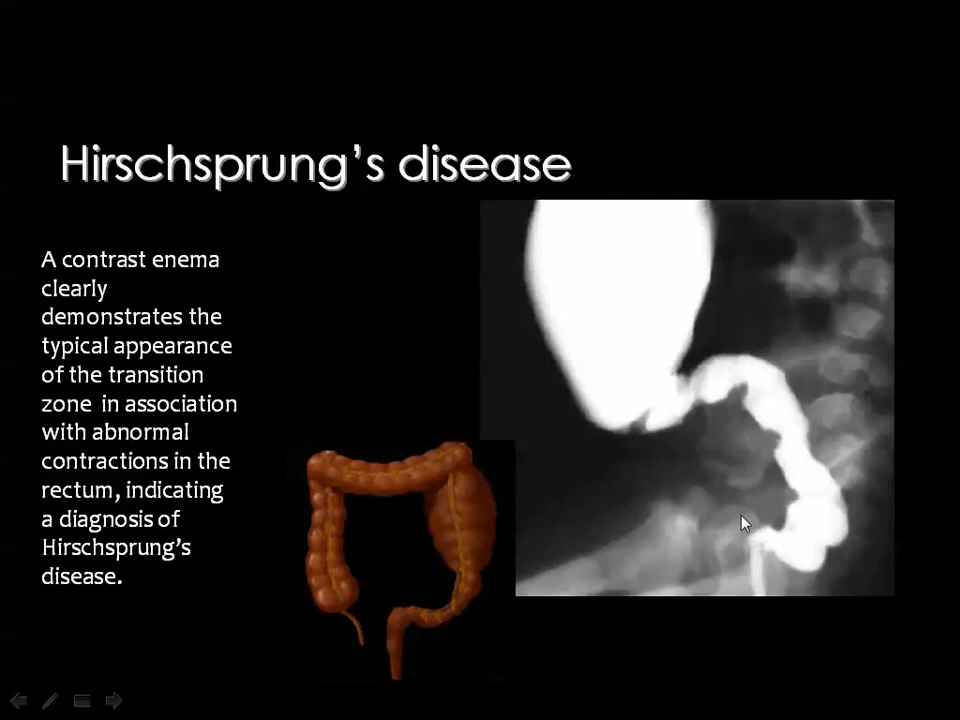 Hirschsprung’s disease
A contrast enema
clearly
demonstrates the
typical appearance
of the transition
zone in association
with abnormal
contractions in the
rectum, indicating
a diagnosis of
Hirschsprung’s
disease.